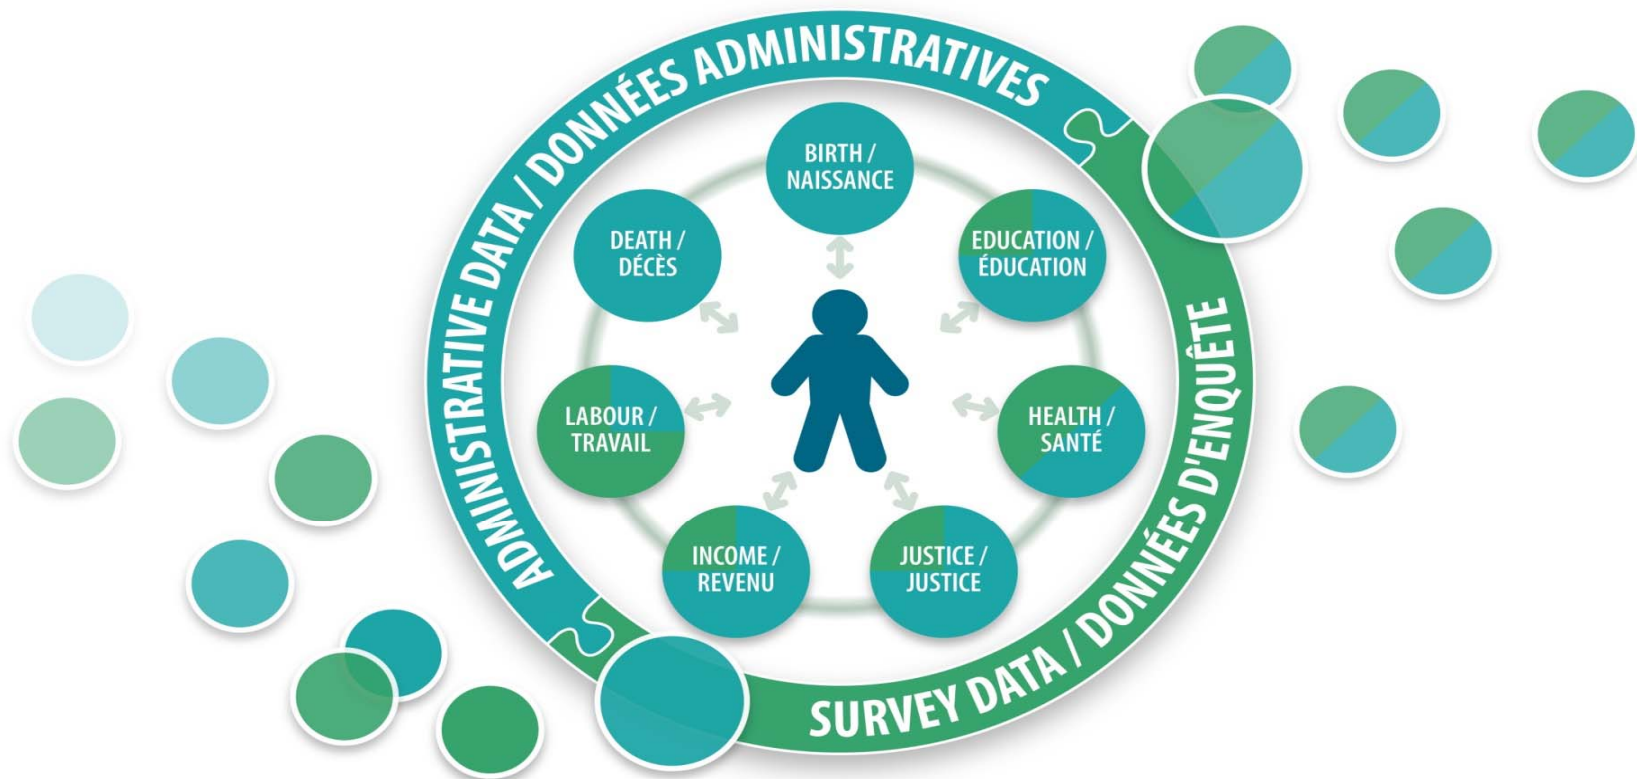 ADMINISTRATIVE DATA / DONNÉES ADMINISTRATIVES
BIRTH /
NAISSANCE
DEATH /
DÉCÈS
EDUCATION /
ÉDUCATION
LABOUR /
TRAVAIL
HEALTH /
SANTÉ
INCOME /
REVENU
JUSTICE /
JUSTICE
SURVEY DATA / DONNÉES D'ENQUÊTE